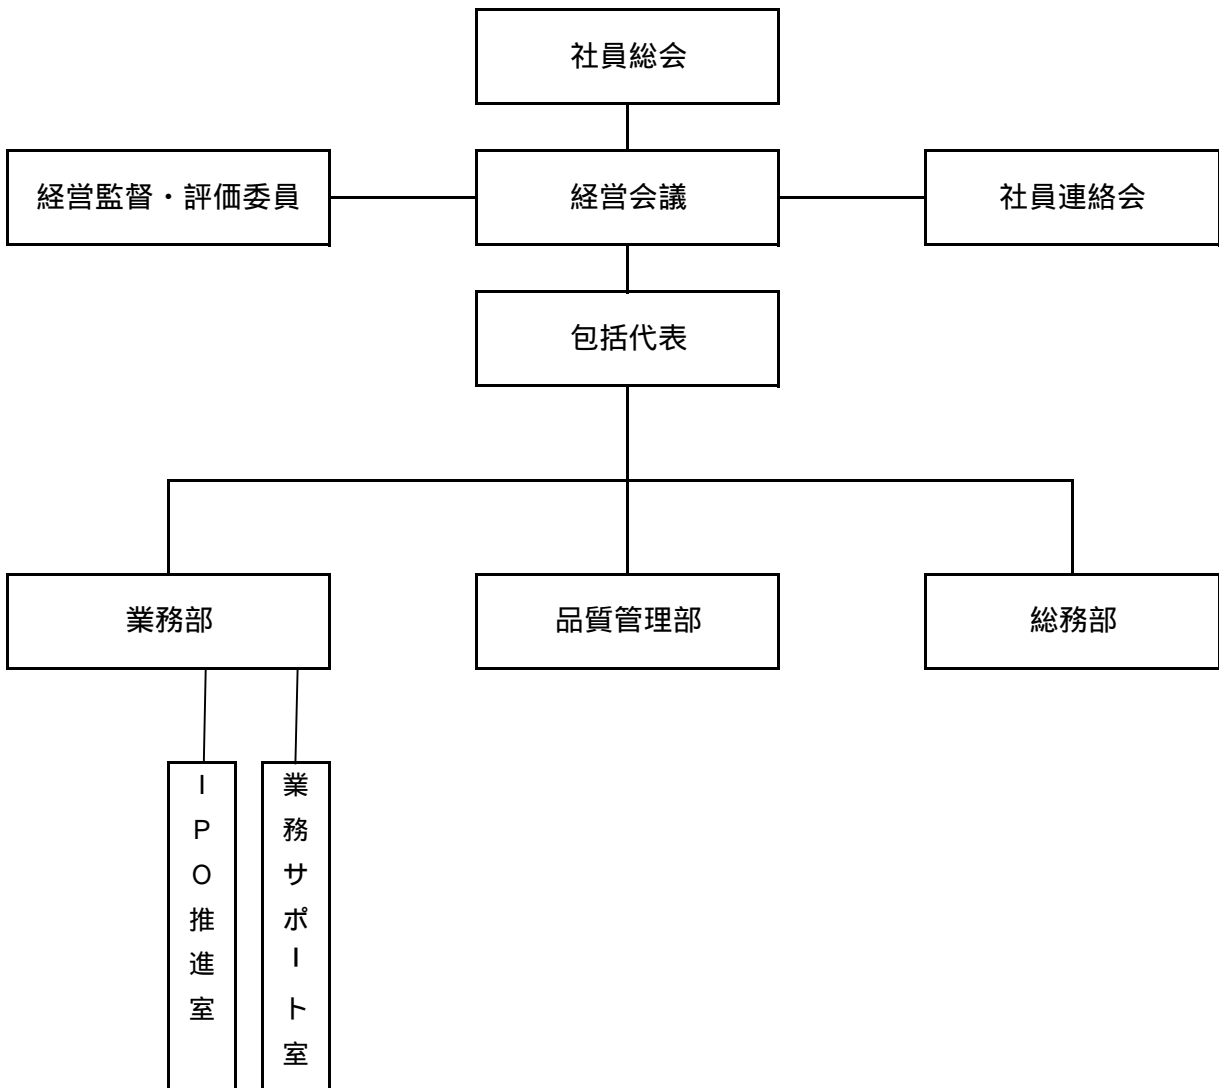 社員総会
経営監督・評価委員
経営会議
社員連絡会
包括代表
業務部
品質管理部
総務部
ＩＰＯ推進室
業務サポート室